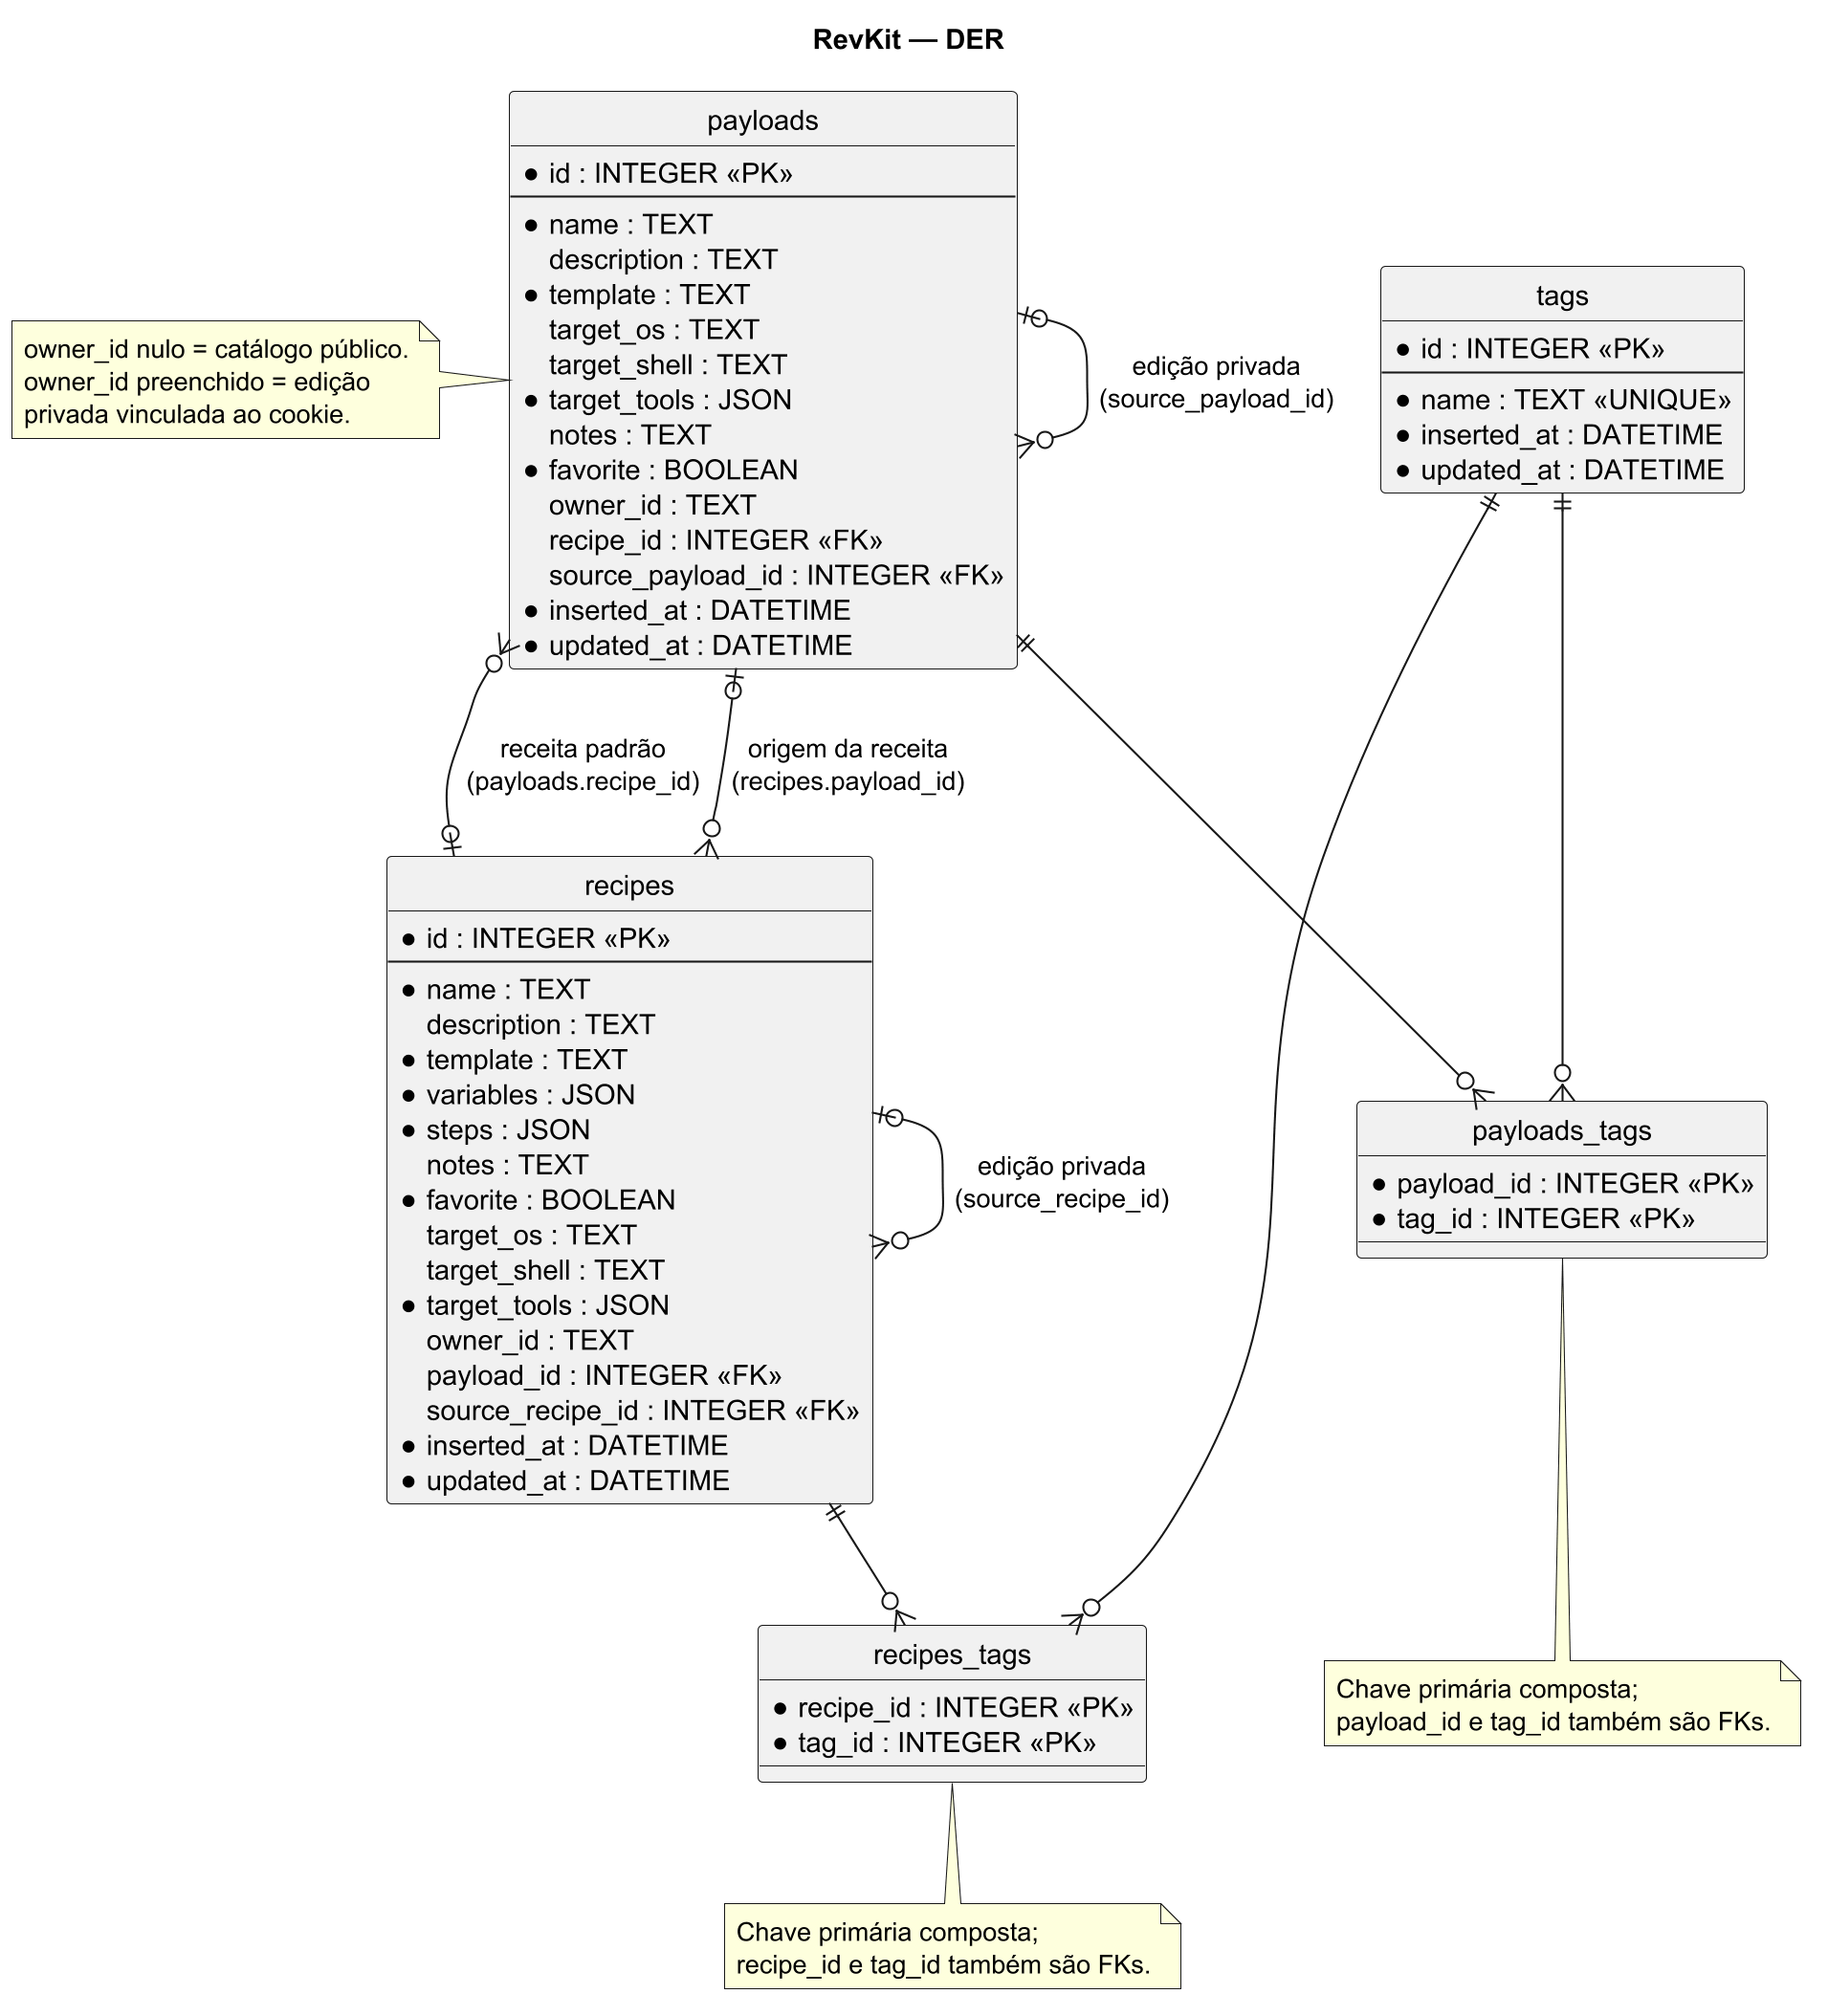 RevKit — DER
payloads
id : INTEGER «PK»
name : TEXT
description : TEXT
template : TEXT
target_os : TEXT
target_shell : TEXT
target_tools : JSON
notes : TEXT
favorite : BOOLEAN
owner_id : TEXT
recipe_id : INTEGER «FK»
source_payload_id : INTEGER «FK»
inserted_at : DATETIME
updated_at : DATETIME
owner_id nulo = catálogo público.
owner_id preenchido = edição
privada vinculada ao cookie.
edição privada
(source_payload_id)
tags
id : INTEGER «PK»
name : TEXT «UNIQUE»
inserted_at : DATETIME
updated_at : DATETIME
receita padrão
(payloads.recipe_id)
origem da receita
(recipes.payload_id)
recipes
id : INTEGER «PK»
name : TEXT
description : TEXT
template : TEXT
variables : JSON
steps : JSON
notes : TEXT
favorite : BOOLEAN
target_os : TEXT
target_shell : TEXT
target_tools : JSON
owner_id : TEXT
payload_id : INTEGER «FK»
source_recipe_id : INTEGER «FK»
inserted_at : DATETIME
updated_at : DATETIME
edição privada
(source_recipe_id)
payloads_tags
payload_id : INTEGER «PK»
tag_id : INTEGER «PK»
recipes_tags
recipe_id : INTEGER «PK»
tag_id : INTEGER «PK»
Chave primária composta;
payload_id e tag_id também são FKs.
Chave primária composta;
recipe_id e tag_id também são FKs.